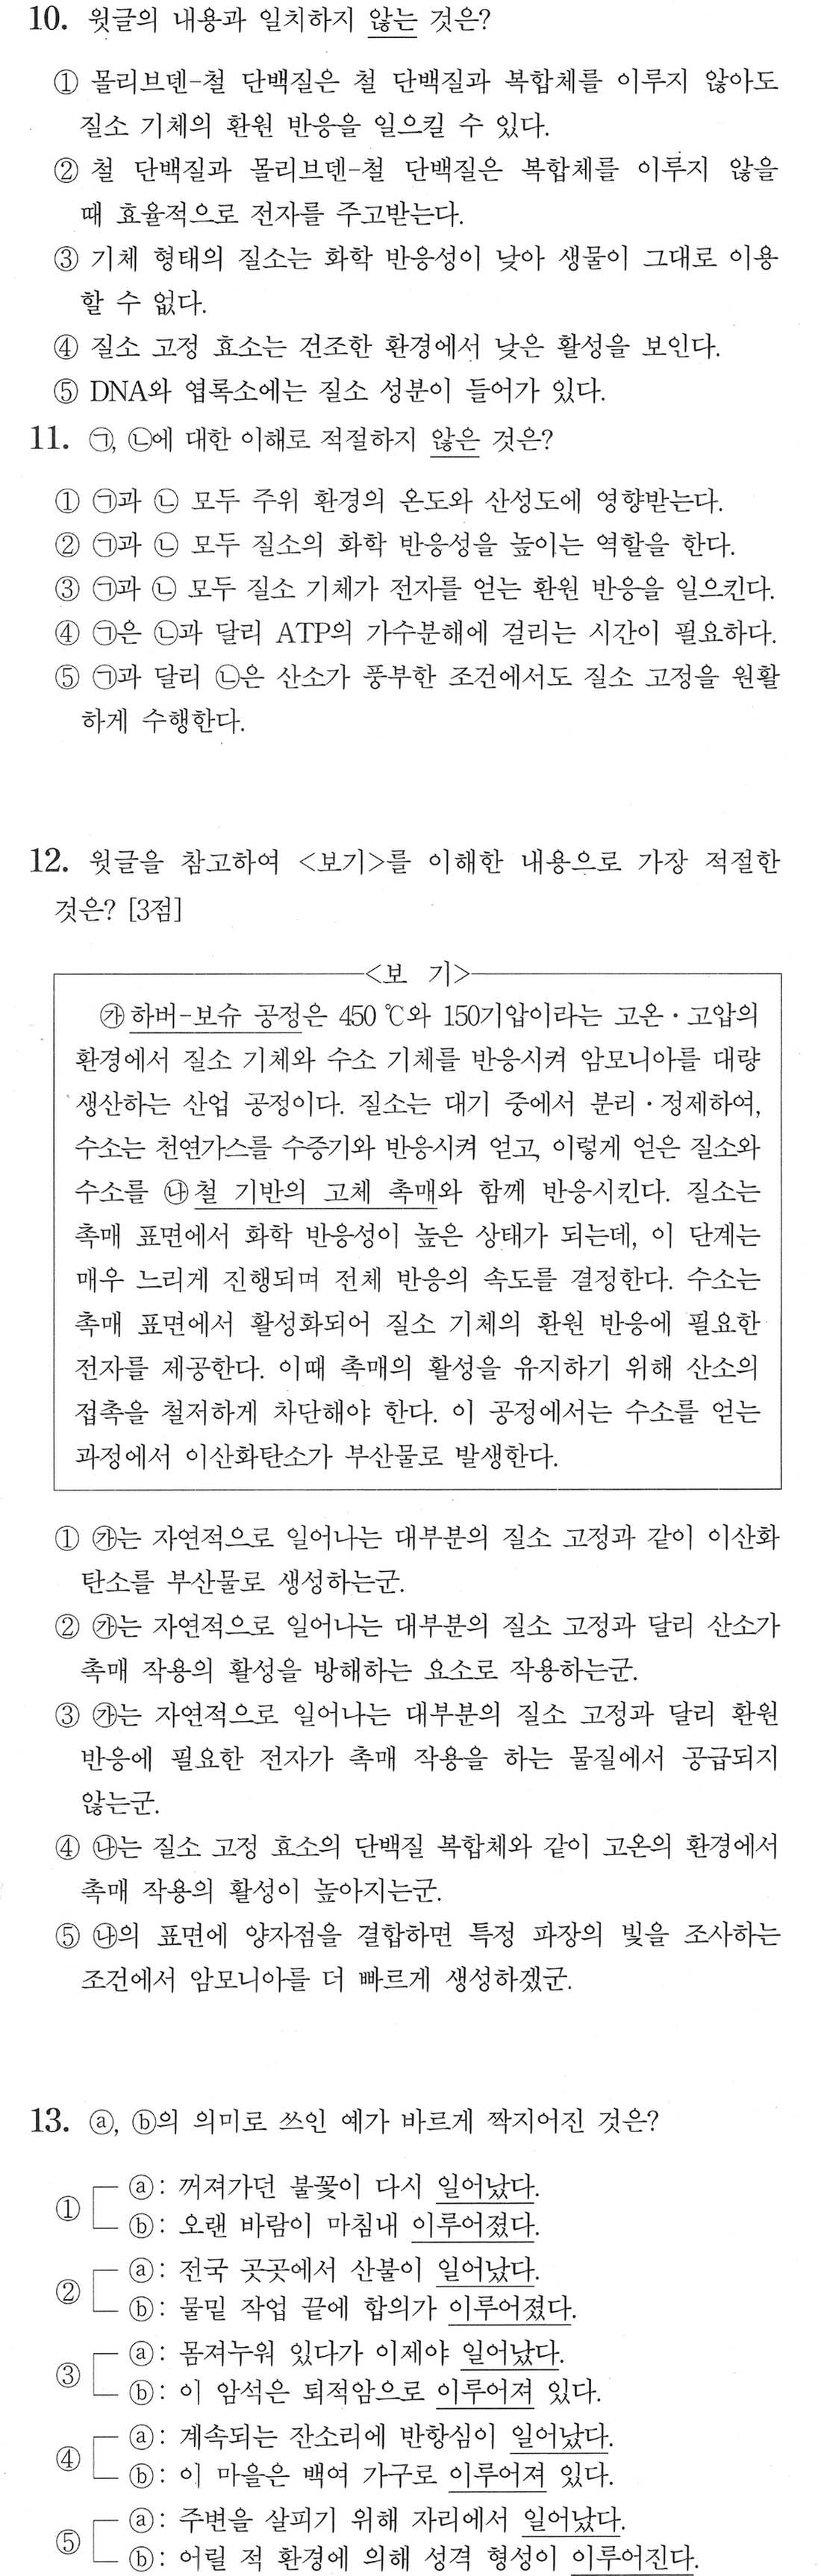 10. 윗글의 내용과 일치하지 않는 것은?
① 몰리브덴-철 단백질은 철 단백질과 복합체를 이루지 않아도
질소 기체의 환원 반응을 일으킬 수 있다.
② 철 단백질과 몰리브덴-철 단백질은 복합체를 이루지 않을
때 효율적으로 전자를 주고받는다.
③ 기체 형태의 질소는 화학 반응성이 낮아 생물이 그대로 이용
할 수 없다.
④ 질소 고정 효소는 건조한 환경에서 낮은 활성을 보인다.
⑤ DNA와 엽록소에는 질소 성분이 들어가 있다.
11. ㉠, ㉡에 대한 이해로 적절하지 않은 것은?
① ㉠과 ㉡ 모두 주위 환경의 온도와 산성도에 영향받는다.
② ㉠과 ㉡ 모두 질소의 화학 반응성을 높이는 역할을 한다.
③ ㉠과 ㉡ 모두 질소 기체가 전자를 얻는 환원 반응을 일으킨다.
④ ㉠은 ㉡과 달리 ATP의 가수분해에 걸리는 시간이 필요하다.
⑤ ㉠과 달리 ㉡은 산소가 풍부한 조건에서도 질소 고정을 원활
하게 수행한다.
12. 윗글을 참고하여 <보기>를 이해한 내용으로 가장 적절한
것은? [3점]
<보 기>
㉮하버-보슈 공정은 450℃와 150기압이라는 고온·고압의
환경에서 질소 기체와 수소 기체를 반응시켜 암모니아를 대량
생산하는 산업 공정이다. 질소는 대기 중에서 분리·정제하여,
수소는 천연가스를 수증기와 반응시켜 얻고, 이렇게 얻은 질소와
수소를 ㉯철 기반의 고체 촉매와 함께 반응시킨다. 질소는
촉매 표면에서 화학 반응성이 높은 상태가 되는데, 이 단계는
매우 느리게 진행되며 전체 반응의 속도를 결정한다. 수소는
촉매 표면에서 활성화되어 질소 기체의 환원 반응에 필요한
전자를 제공한다. 이때 촉매의 활성을 유지하기 위해 산소의
접촉을 철저하게 차단해야 한다. 이 공정에서는 수소를 얻는
과정에서 이산화탄소가 부산물로 발생한다.
① ㉮는 자연적으로 일어나는 대부분의 질소 고정과 같이 이산화
탄소를 부산물로 생성하는군.
② ㉮는 자연적으로 일어나는 대부분의 질소 고정과 달리 산소가
촉매 작용의 활성을 방해하는 요소로 작용하는군.
③ ㉮는 자연적으로 일어나는 대부분의 질소 고정과 달리 환원
반응에 필요한 전자가 촉매 작용을 하는 물질에서 공급되지
않는군.
④ ㉯는 질소 고정 효소의 단백질 복합체와 같이 고온의 환경에서
촉매 작용의 활성이 높아지는군.
⑤ ㉯의 표면에 양자점을 결합하면 특정 파장의 빛을 조사하는
조건에서 암모니아를 더 빠르게 생성하겠군.
13. ⓐ, ⓑ의 의미로 쓰인 예가 바르게 짝지어진 것은?
① ⓐ: 꺼져가던 불꽃이 다시 일어났다.
ⓑ: 오랜 바람이 마침내 이루어졌다.
② ⓐ: 전국 곳곳에서 산불이 일어났다.
ⓑ: 물밑 작업 끝에 합의가 이루어졌다.
③ ⓐ: 몸져누워 있다가 이제야 일어났다.
ⓑ: 이 암석은 퇴적암으로 이루어져 있다.
④ ⓐ: 계속되는 잔소리에 반항심이 일어났다.
ⓑ: 이 마을은 백여 가구로 이루어져 있다.
⑤ ⓐ: 주변을 살피기 위해 자리에서 일어났다.
ⓑ: 어릴 적 환경에 의해 성격 형성이 이루어진다.